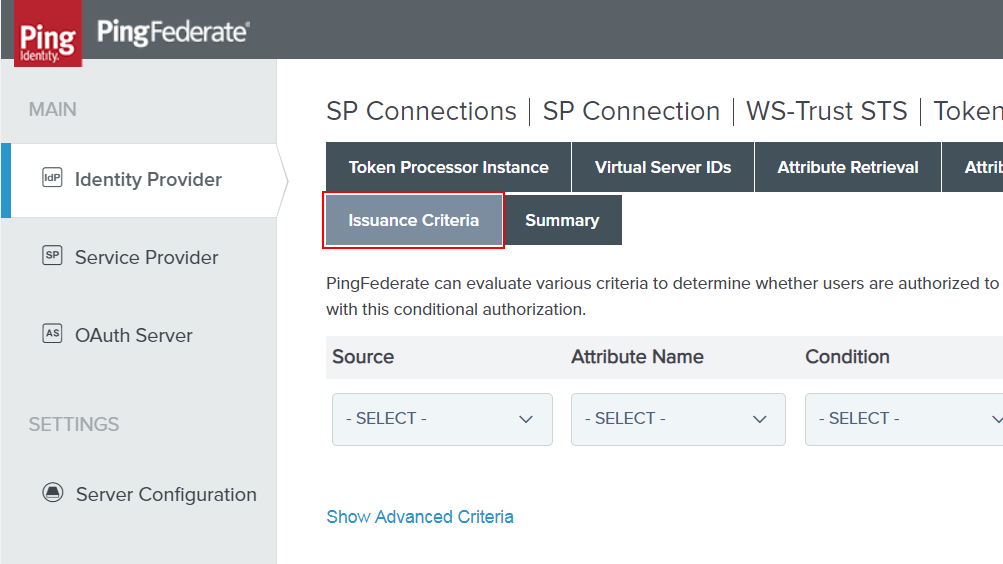 Ping
Identity.
PingFederate®
MAIN
IdP Identity Provider
SP Service Provider
AS OAuth Server
SETTINGS
Server Configuration
SP Connections | SP Connection | WS-Trust STS | Token
Token Processor Instance Virtual Server IDs Attribute Retrieval Attri
Issuance Criteria Summary
PingFederate can evaluate various criteria to determine whether users are authorized to
with this conditional authorization.
Source Attribute Name Condition
- SELECT - - SELECT - - SELECT -
Show Advanced Criteria